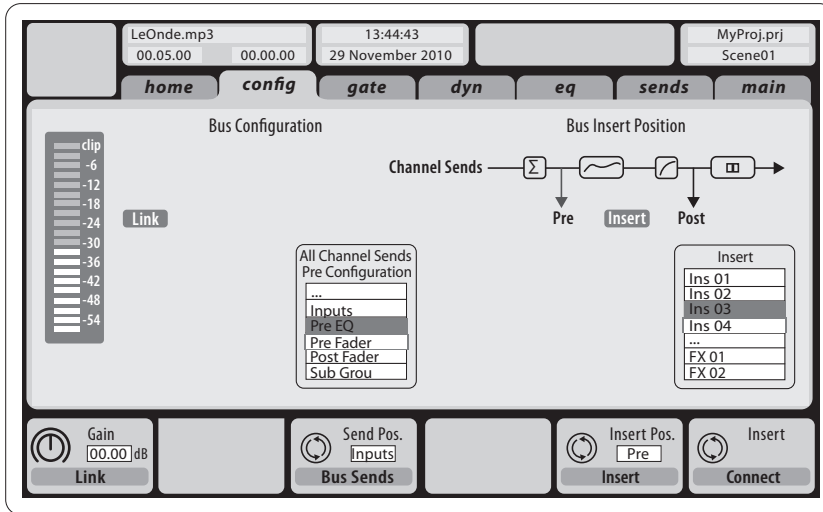 LeOnde.mp3
00.05.00 00.00.00
13:44:43
29 November 2010
MyProj.prj
Scene01
home config gate dyn eq sends main
Bus Configuration
Bus Insert Position
clip
-6
-12
-18
-24
-30
-36
-42
-48
-54
Link
Channel Sends
Σ
Pre Insert Post
All Channel Sends
Pre Configuration
...
Inputs
Pre EQ
Pre Fader
Post Fader
Sub Grou
Insert
Ins 01
Ins 02
Ins 03
Ins 04
...
FX 01
FX 02
Gain
00.00 dB
Link
Send Pos.
Inputs
Bus Sends
Insert Pos.
Pre
Insert
Insert
Connect